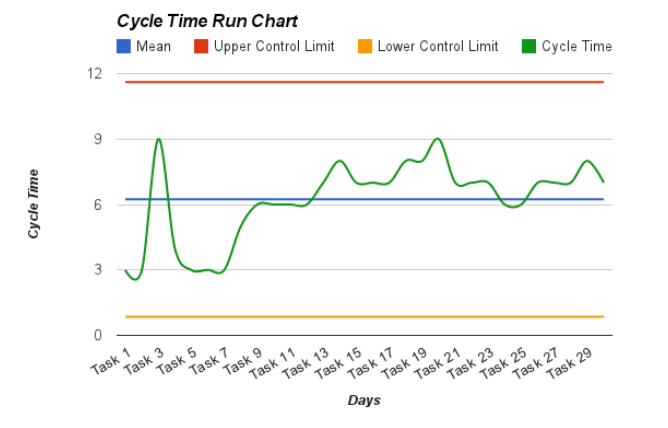 Cycle Time Run Chart
Mean Upper Control Limit Lower Control Limit Cycle Time
12
9
6
3
0
Cycle Time
Task 1 Task 3 Task 5 Task 7 Task 9 Task 11 Task 13 Task 15 Task 17 Task 19 Task 21 Task 23 Task 25 Task 27 Task 29
Days